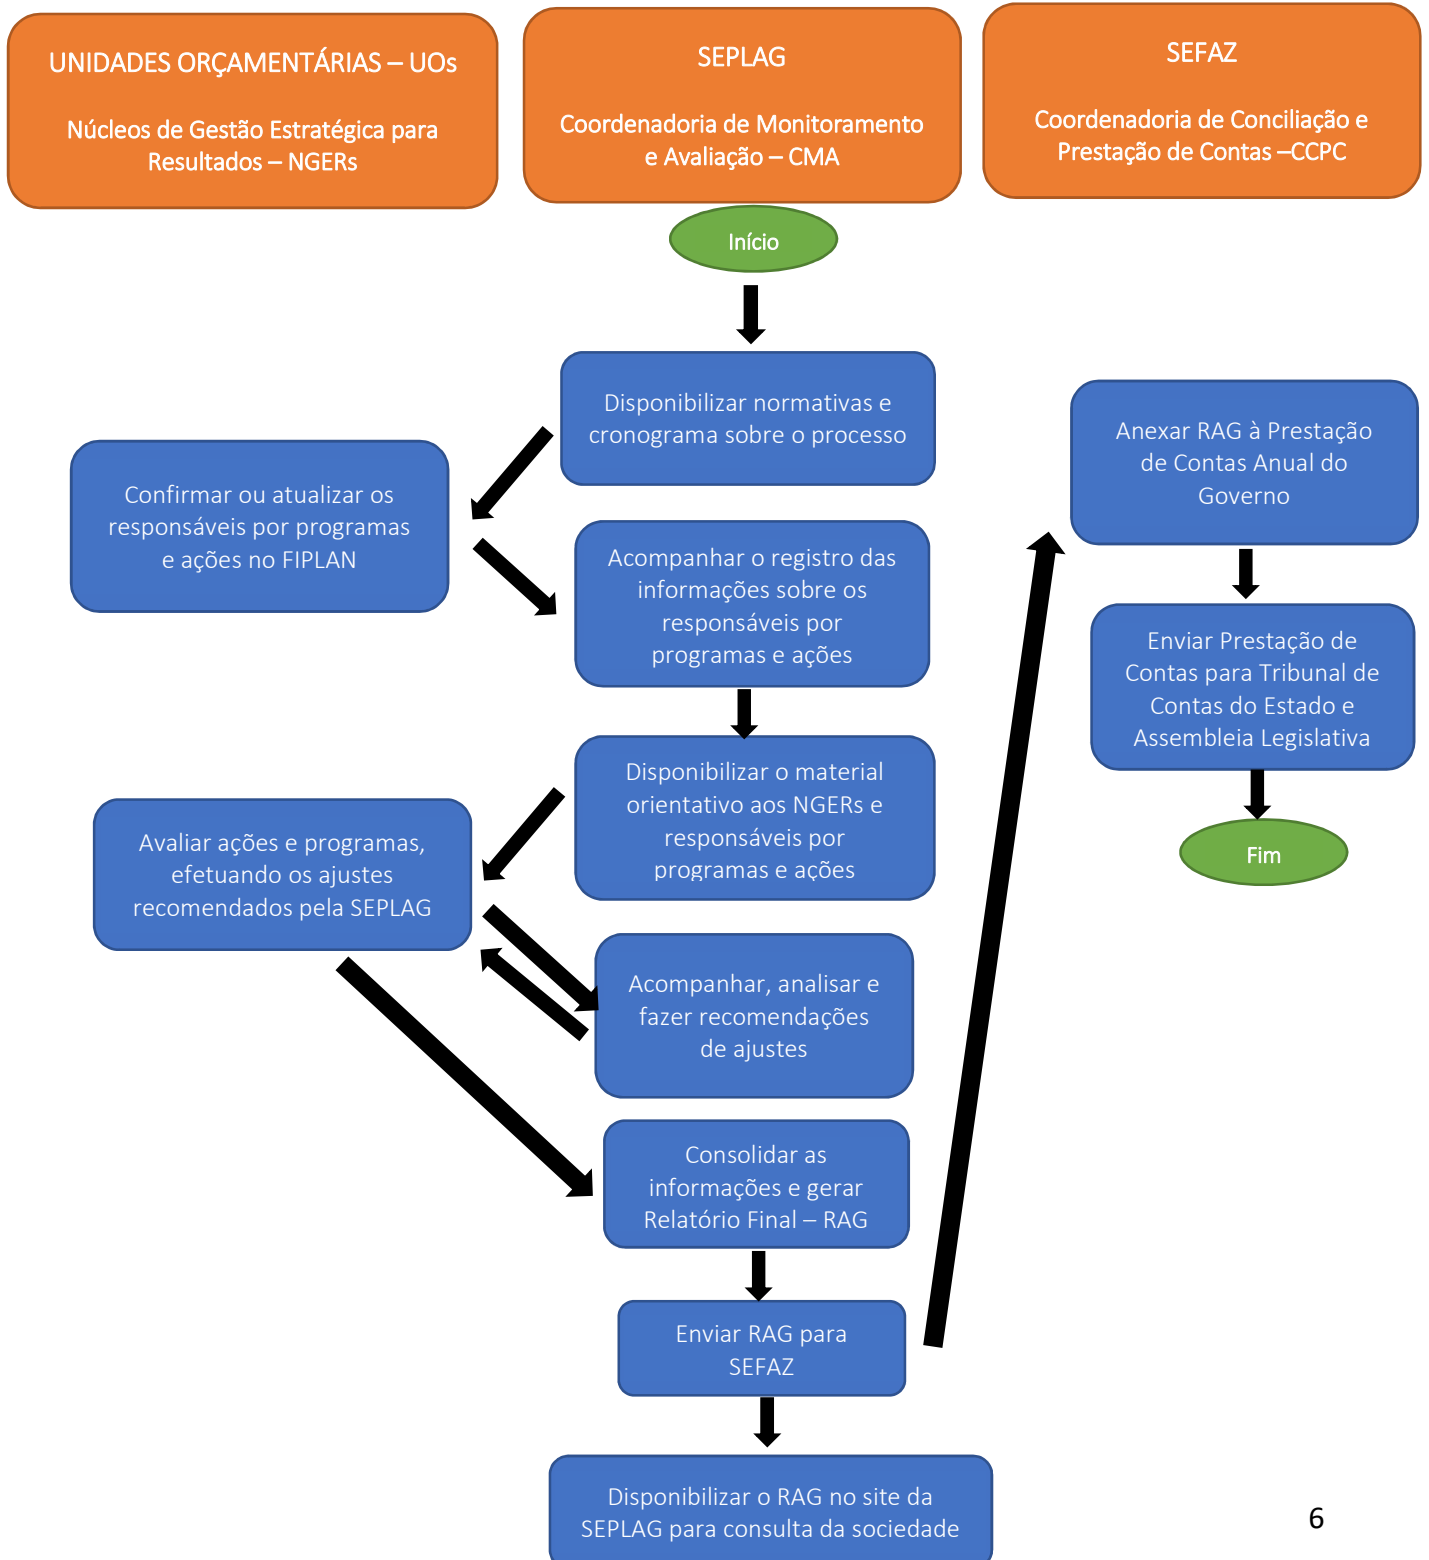 UNIDADES ORÇAMENTÁRIAS – UOs
Núcleos de Gestão Estratégica para
Resultados – NGERs
SEPLAG
Coordenadoria de Monitoramento
e Avaliação – CMA
SEFAZ
Coordenadoria de Conciliação e
Prestação de Contas –CCPC
Início
Disponibilizar normativas e
cronograma sobre o processo
Confirmar ou atualizar os
responsáveis por programas
e ações no FIPLAN
Acompanhar o registro das
informações sobre os
responsáveis por
programas e ações
Disponibilizar o material
orientativo aos NGERs e
responsáveis por
programas e ações
Avaliar ações e programas,
efetuando os ajustes
recomendados pela SEPLAG
Acompanhar, analisar e
fazer recomendações
de ajustes
Consolidar as
informações e gerar
Relatório Final – RAG
Enviar RAG para
SEFAZ
Disponibilizar o RAG no site da
SEPLAG para consulta da sociedade
Anexar RAG à Prestação
de Contas Anual do
Governo
Enviar Prestação de
Contas para Tribunal de
Contas do Estado e
Assembleia Legislativa
Fim
6